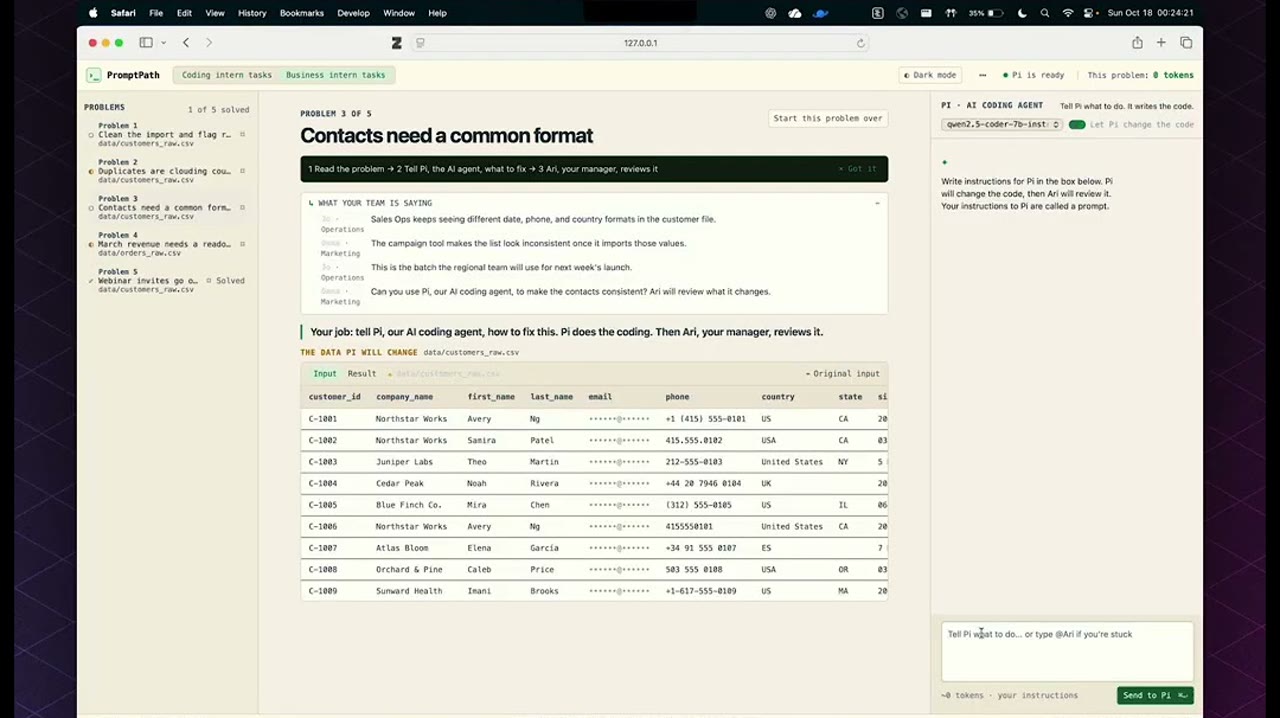 Safari File Edit View History Bookmarks Develop Window Help 35% Sun Oct 18 00:24:21
127.0.0.1
PromptPath Coding intern tasks Business intern tasks Dark mode Pi is ready This problem: 0 tokens
PROBLEMS 1 of 5 solved
Problem 1
Clean the import and flag r…
data/customers_raw.csv
Problem 2
Duplicates are clouding cou…
data/customers_raw.csv
Problem 3
Contacts need a common form…
data/customers_raw.csv
Problem 4
March revenue needs a reado…
data/orders_raw.csv
Problem 5
Webinar invites go o… Solved
data/customers_raw.csv
PROBLEM 3 OF 5
Contacts need a common format
Start this problem over
1 Read the problem → 2 Tell Pi, the AI agent, what to fix → 3 Ari, your manager, reviews it × Got it
↳ WHAT YOUR TEAM IS SAYING −
Jo · Operations Sales Ops keeps seeing different date, phone, and country formats in the customer file.
Marketing The campaign tool makes the list look inconsistent once it imports those values.
Jo · Operations This is the batch the regional team will use for next week's launch.
Marketing Can you use Pi, our AI coding agent, to make the contacts consistent? Ari will review what it changes.
Your job: tell Pi, our AI coding agent, how to fix this. Pi does the coding. Then Ari, your manager, reviews it.
THE DATA PI WILL CHANGE data/customers_raw.csv
Input Result data/customers_raw.csv Original input
customer_id company_name first_name last_name email phone country state si
C-1001 Northstar Works Avery Ng ••••••@•••••• +1 (415) 555-0101 US CA 20
C-1002 Northstar Works Samira Patel ••••••@•••••• 415.555.0102 USA CA 03
C-1003 Juniper Labs Theo Martin ••••••@•••••• 212-555-0103 United States NY 5
C-1004 Cedar Peak Noah Rivera ••••••@•••••• +44 20 7946 0104 UK 20
C-1005 Blue Finch Co. Mira Chen ••••••@•••••• (312) 555-0105 US IL 06
C-1006 Northstar Works Avery Ng ••••••@•••••• 4155550101 United States CA 20
C-1007 Atlas Bloom Elena García ••••••@•••••• +34 91 555 0107 ES 7
C-1008 Orchard & Pine Caleb Price ••••••@•••••• 503 555 0108 USA OR 03
C-1009 Sunward Health Imani Brooks ••••••@•••••• +1-617-555-0109 US MA 20
PI · AI CODING AGENT Tell Pi what to do. It writes the code.
qwen2.5-coder-7b-inst Let Pi change the code
Write instructions for Pi in the box below. Pi
will change the code, then Ari will review it.
Your instructions to Pi are called a prompt.
Tell Pi what to do… or type @Ari if you're stuck
~0 tokens · your instructions Send to Pi